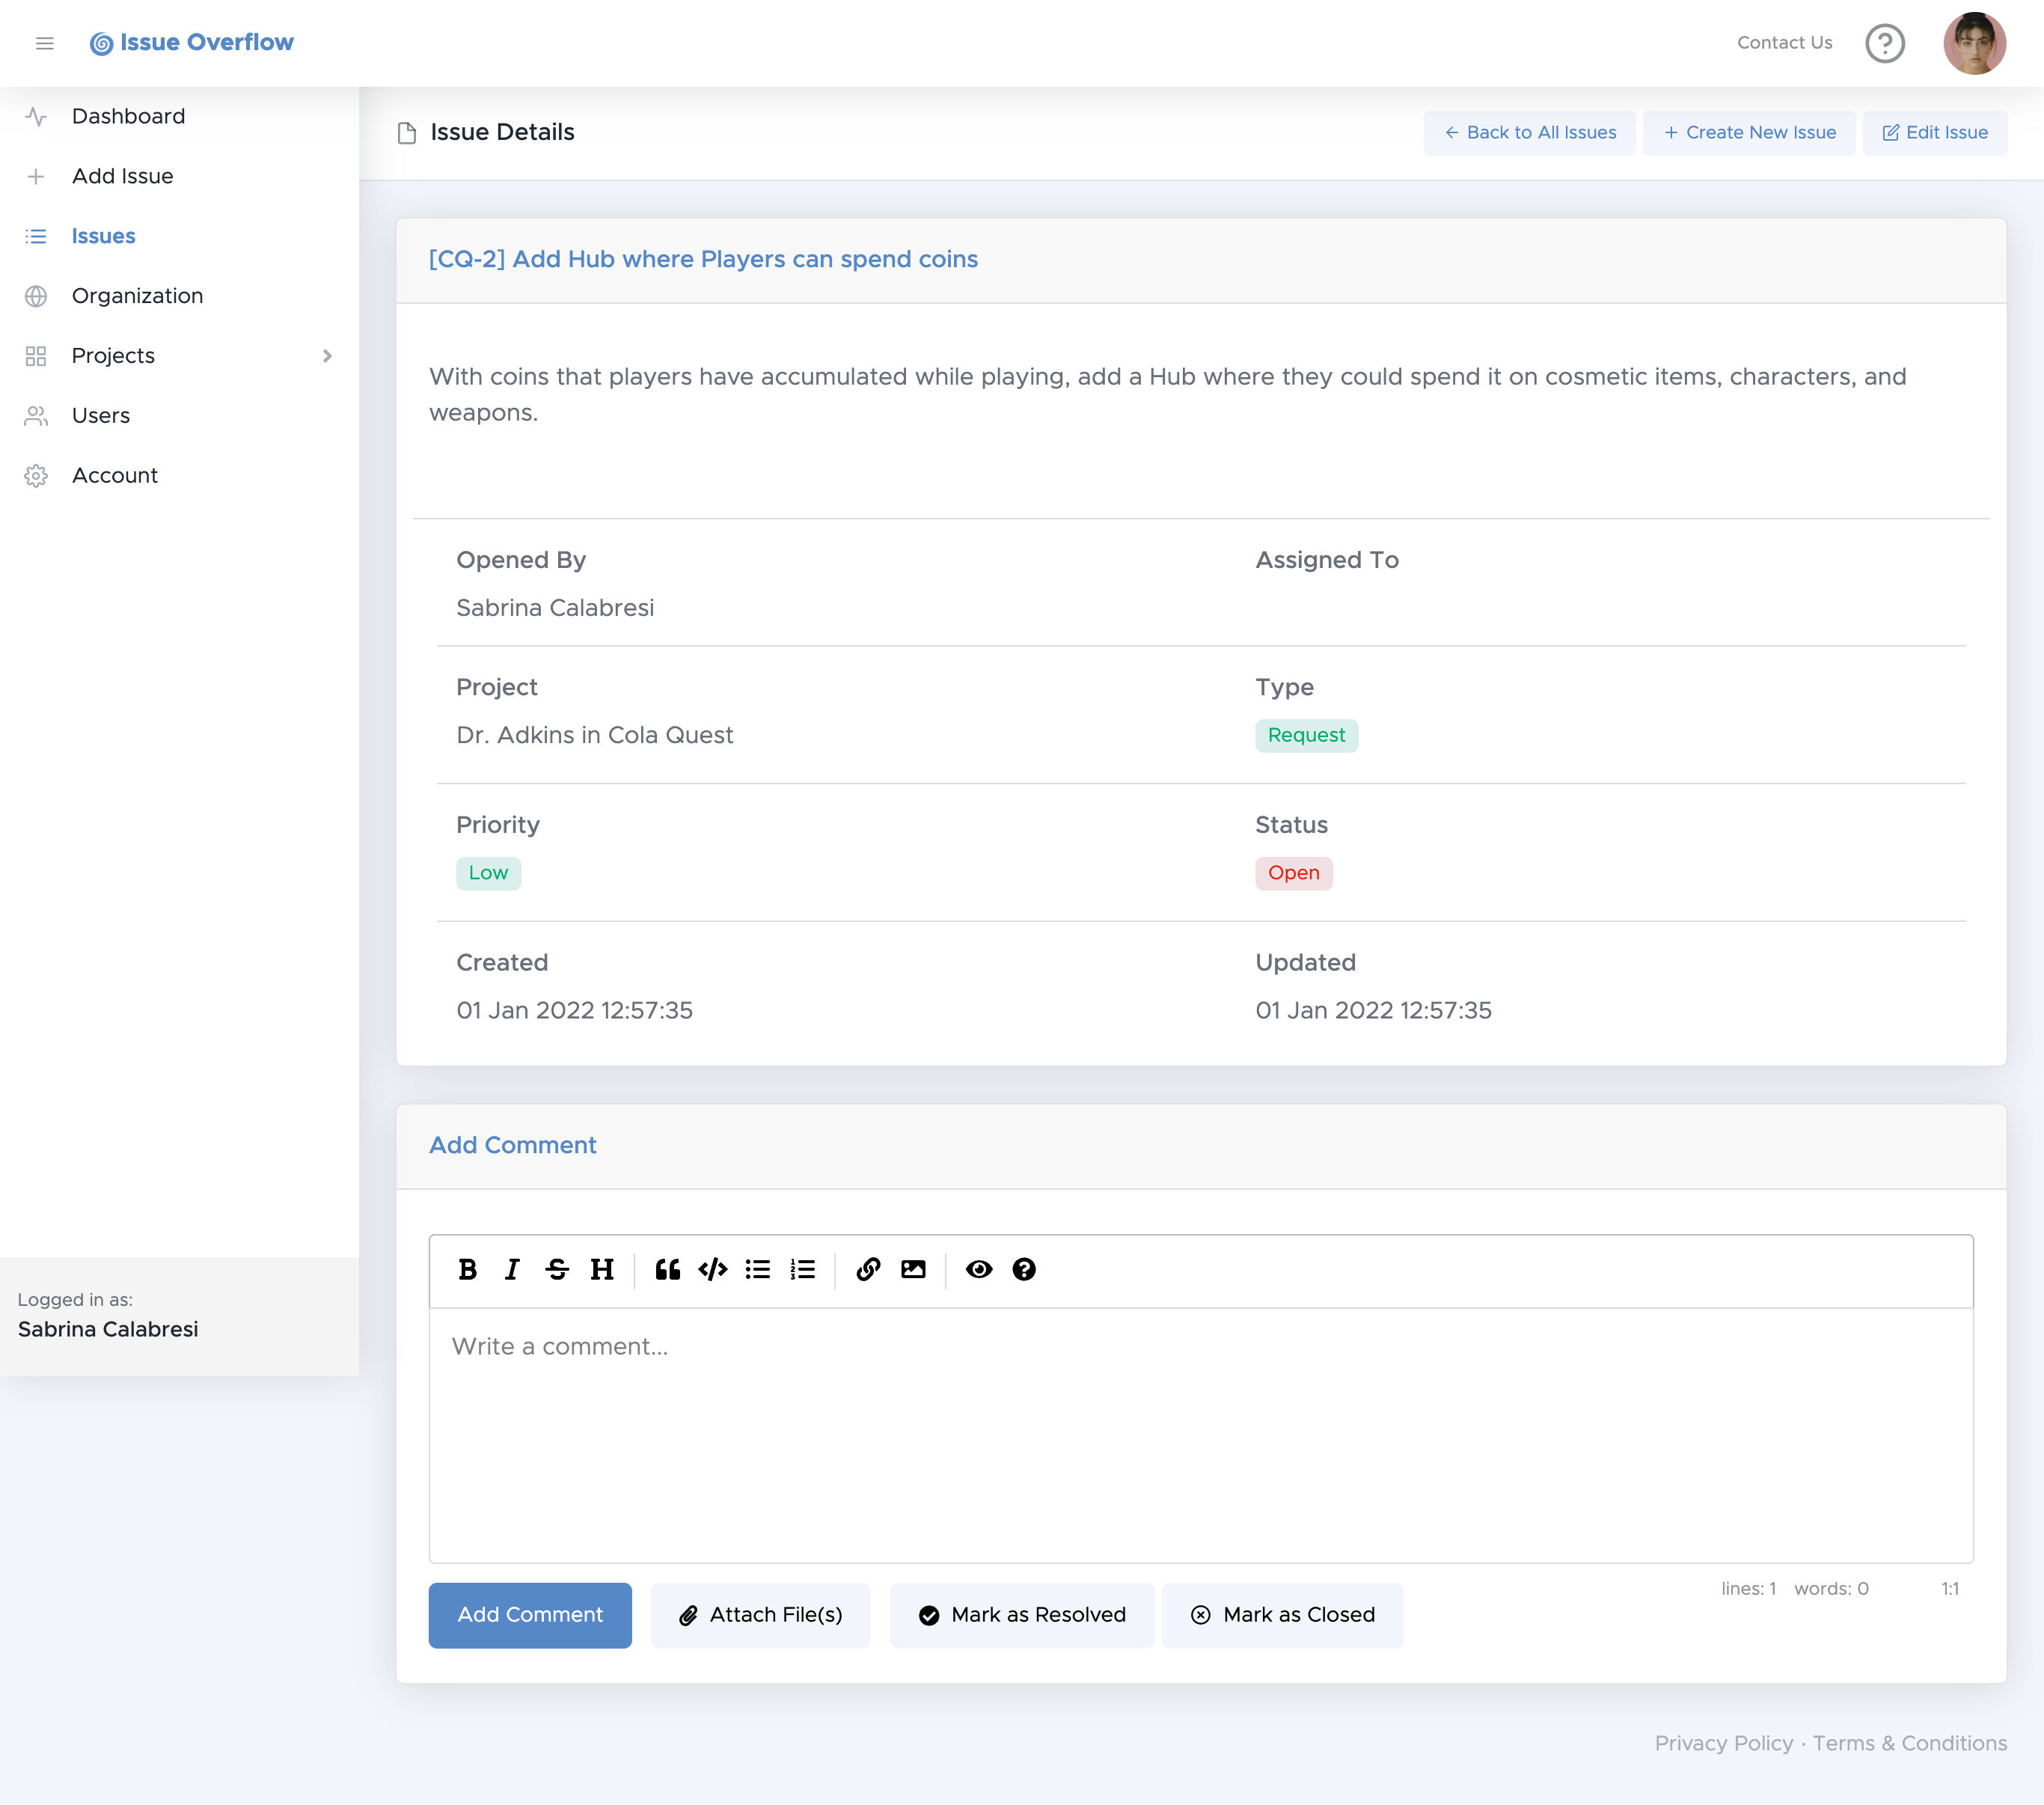 Issue Overflow
Contact Us
Dashboard
Add Issue
Issues
Organization
Projects
Users
Account
Logged in as:
Sabrina Calabresi
Issue Details
Back to All Issues
Create New Issue
Edit Issue
[CQ-2] Add Hub where Players can spend coins
With coins that players have accumulated while playing, add a Hub where they could spend it on cosmetic items, characters, and
weapons.
Opened By
Sabrina Calabresi
Assigned To
Project
Dr. Adkins in Cola Quest
Type
Request
Priority
Low
Status
Open
Created
01 Jan 2022 12:57:35
Updated
01 Jan 2022 12:57:35
Add Comment
Write a comment...
lines: 1 words: 0 1:1
Add Comment
Attach File(s)
Mark as Resolved
Mark as Closed
Privacy Policy · Terms & Conditions